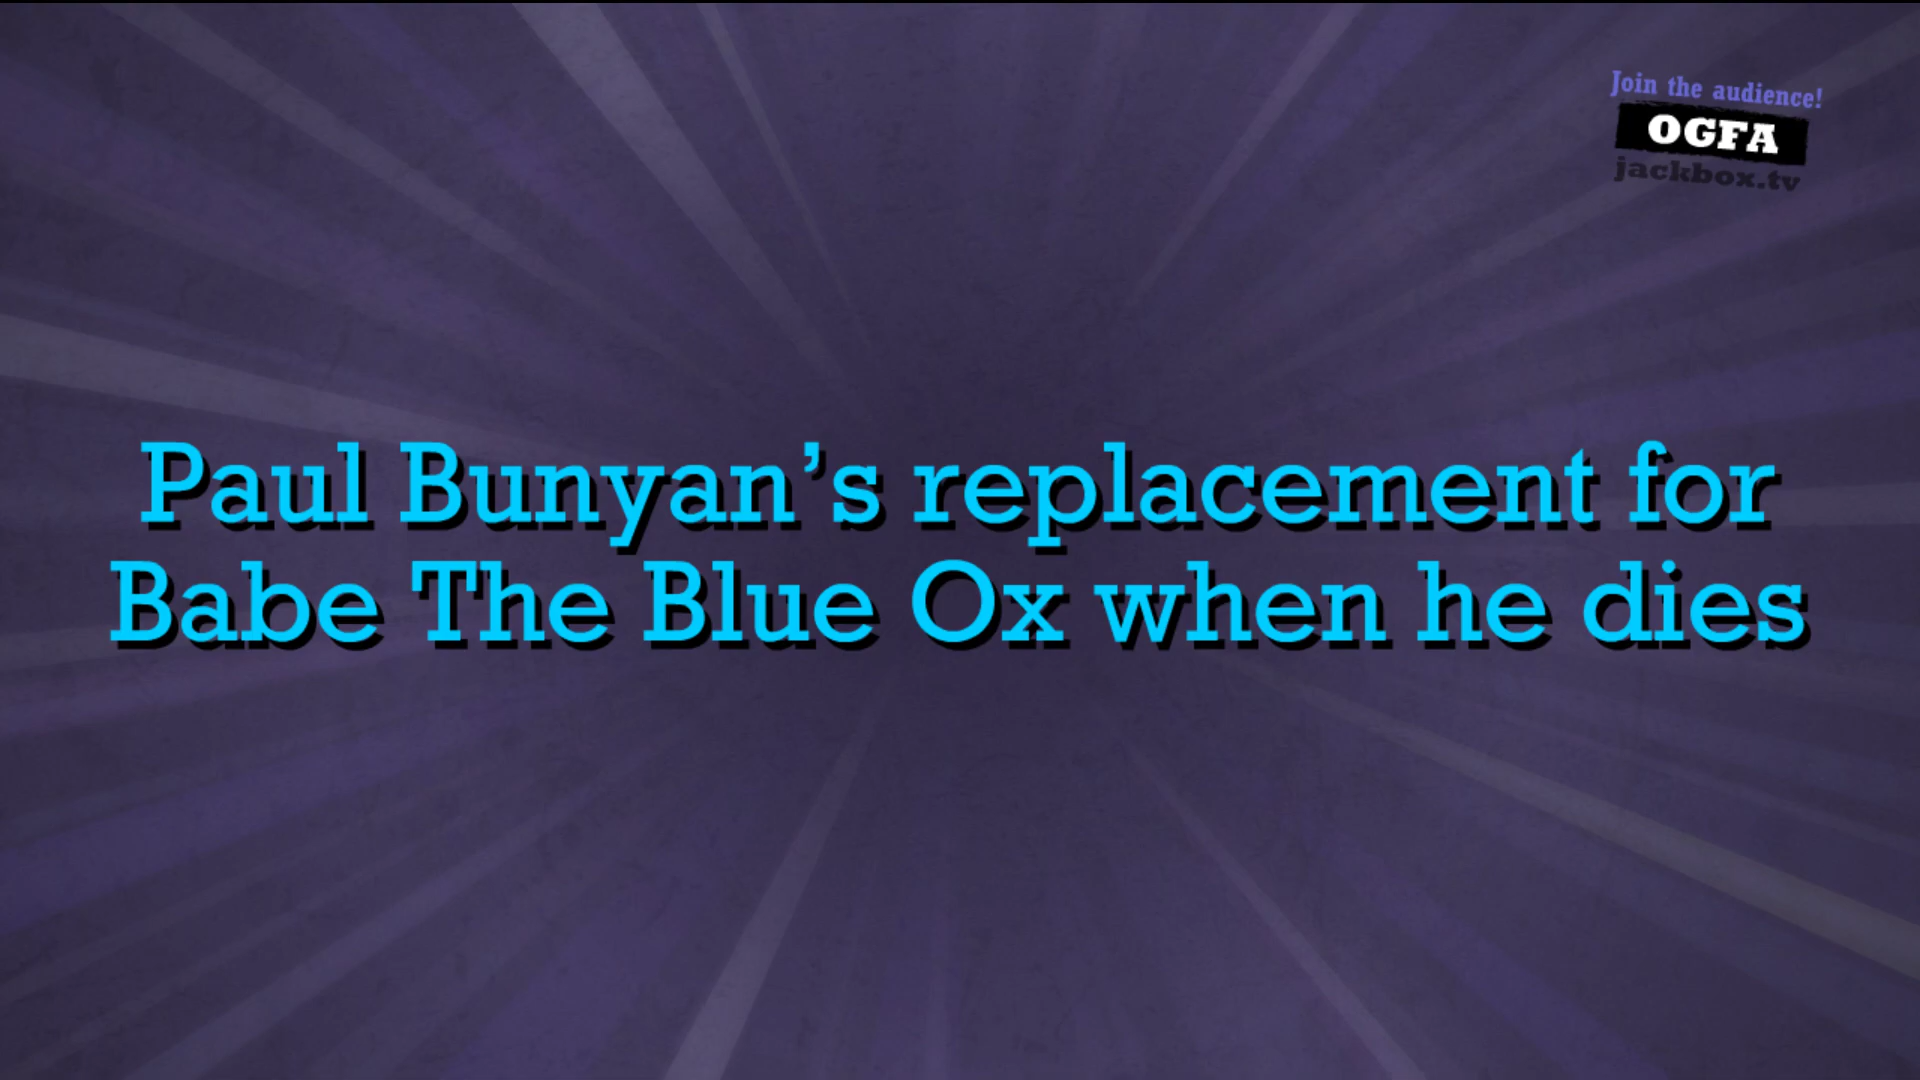 Join the audience!
OGFA
jackbox.tv
Paul Bunyan’s replacement for
Babe The Blue Ox when he dies